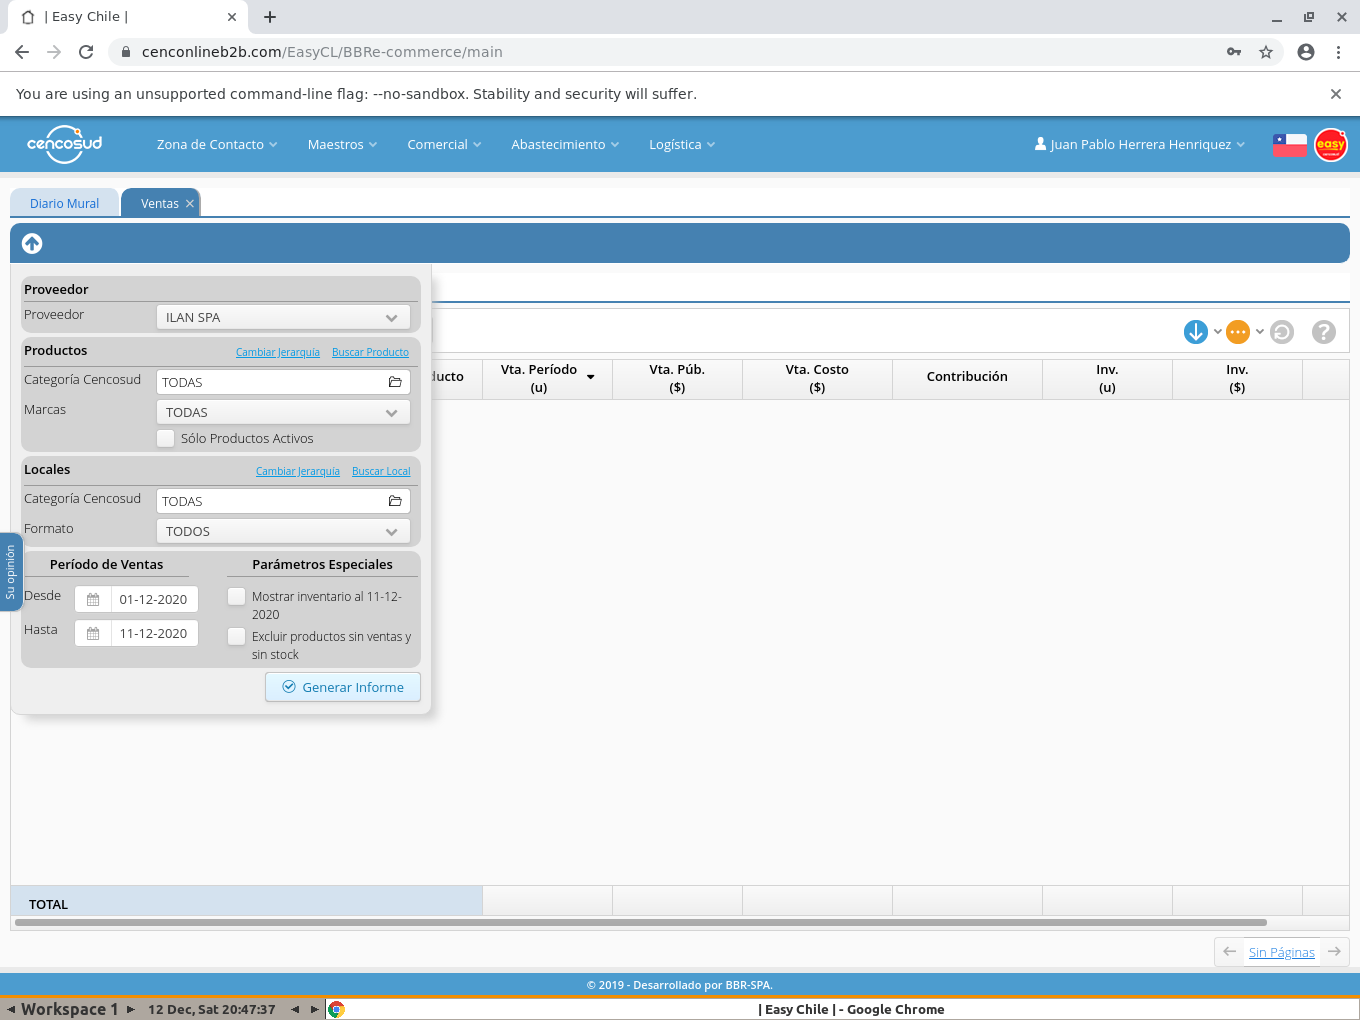 | Easy Chile |
cenconlineb2b.com/EasyCL/BBRe-commerce/main
You are using an unsupported command-line flag: --no-sandbox. Stability and security will suffer.
cencosud
Zona de Contacto
Maestros
Comercial
Abastecimiento
Logística
Juan Pablo Herrera Henriquez
easy
Diario Mural
Ventas
Proveedor
Proveedor
ILAN SPA
Productos
Cambiar Jerarquía
Buscar Producto
Categoría Cencosud
TODAS
Marcas
TODAS
Sólo Productos Activos
Locales
Cambiar Jerarquía
Buscar Local
Categoría Cencosud
TODAS
Formato
TODOS
Su opinión
Período de Ventas
Desde
01-12-2020
Hasta
11-12-2020
Parámetros Especiales
Mostrar inventario al 11-12-
2020
Excluir productos sin ventas y
sin stock
Generar Informe
ducto
Vta. Período
(u)
Vta. Púb.
($)
Vta. Costo
($)
Contribución
Inv.
(u)
Inv.
($)
TOTAL
Sin Páginas
© 2019 - Desarrollado por BBR-SPA.
Workspace 1
12 Dec, Sat 20:47:37
| Easy Chile | - Google Chrome